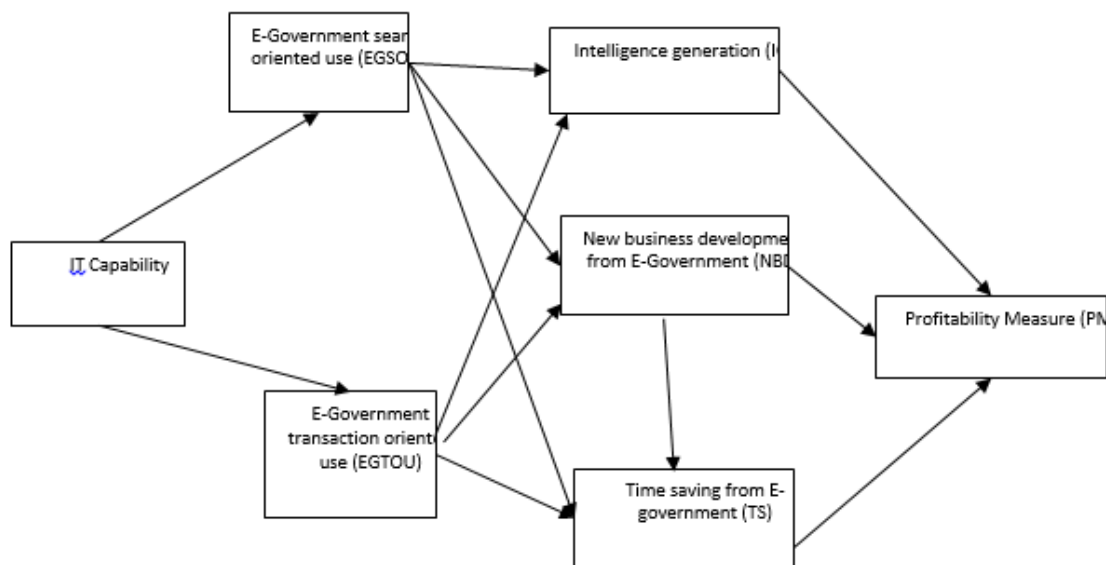 E-Government sear
oriented use (EGSO
Intelligence generation (I
IT Capability
New business developme
from E-Government (NBD
Profitability Measure (PM
E-Government
transaction oriente
use (EGTOU)
Time saving from E-
government (TS)